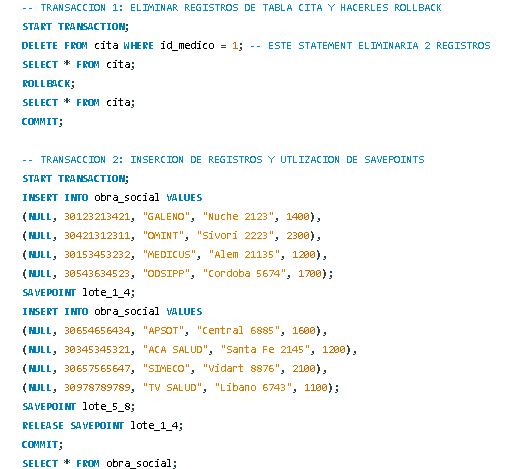 -- TRANSACCION 1: ELIMINAR REGISTROS DE TABLA CITA Y HACERLES ROLLBACK
START TRANSACTION;
DELETE FROM cita WHERE id_medico = 1; -- ESTE STATEMENT ELIMINARIA 2 REGISTROS
SELECT * FROM cita;
ROLLBACK;
SELECT * FROM cita;
COMMIT;
-- TRANSACCION 2: INSERCION DE REGISTROS Y UTLIZACION DE SAVEPOINTS
START TRANSACTION;
INSERT INTO obra_social VALUES
(NULL, 30123213421, "GALENO", "Nuche 2123", 1400),
(NULL, 30421312311, "OMINT", "Sivori 2223", 2300),
(NULL, 30153453232, "MEDICUS", "Alem 21135", 1200),
(NULL, 30543634523, "ODSIPP", "Cordoba 5674", 1700);
SAVEPOINT lote_1_4;
INSERT INTO obra_social VALUES
(NULL, 30654656434, "APSOT", "Central 6885", 1600),
(NULL, 30345345321, "ACA SALUD", "Santa Fe 2145", 1200),
(NULL, 30657565647, "SIMECO", "Vidart 8876", 2100),
(NULL, 30978789789, "TV SALUD", "Libano 6743", 1100);
SAVEPOINT lote_5_8;
RELEASE SAVEPOINT lote_1_4;
COMMIT;
SELECT * FROM obra_social;